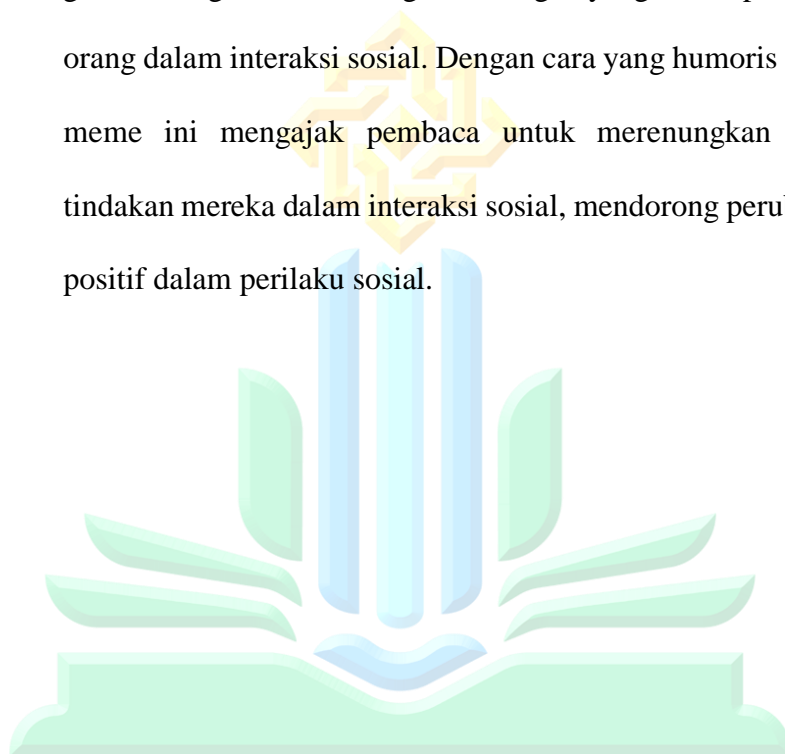 orang dalam interaksi sosial. Dengan cara yang humoris
meme ini mengajak pembaca untuk merenungkan
tindakan mereka dalam interaksi sosial, mendorong
positif dalam perilaku sosial.